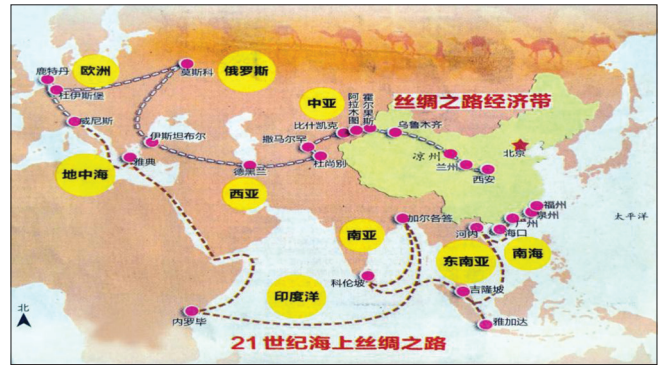 鹿特丹
欧洲
莫斯科
俄罗斯
杜伊斯堡
中亚
阿拉木图
霍尔果斯
丝绸之路经济带
威尼斯
比什凯克
乌鲁木齐
伊斯坦布尔
撒马尔罕
凉州
北京
雅典
兰州
地中海
德黑兰
杜尚别
西安
西亚
福州
泉州
太平洋
加尔各答
广州
南亚
河内
海口
东南亚
南海
科伦坡
吉隆坡
印度洋
北
内罗毕
雅加达
21世纪海上丝绸之路